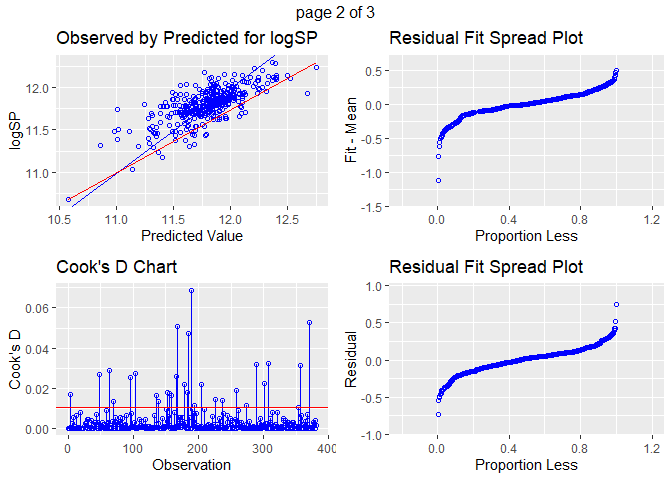 page 2 of 3
Observed by Predicted for logSP
12.0
11.5
11.0
logSP
10.5 11.0 11.5 12.0 12.5
Predicted Value
Residual Fit Spread Plot
0.5
0.0
-0.5
-1.0
-1.5
Fit - Mean
0.0 0.4 0.8 1.2
Proportion Less
Cook's D Chart
0.06
0.04
0.02
0.00
Cook's D
0 100 200 300 400
Observation
Residual Fit Spread Plot
1.0
0.5
0.0
-0.5
-1.0
Residual
0.0 0.4 0.8 1.2
Proportion Less